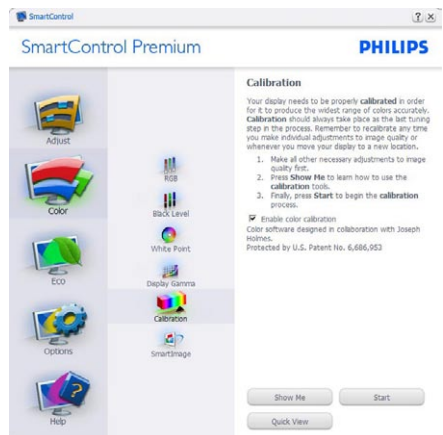 SmartControl
SmartControl Premium
PHILIPS
Adjust
Color
Eco
Options
Help
RGB
Black Level
White Point
Display Gamma
Calibration
SmartImage
Calibration
Your display needs to be properly calibrated in order
for it to produce the widest range of colors accurately.
Calibration should always take place as the last tuning
step in the process. Remember to recalibrate any time
you make individual adjustments to image quality or
whenever you move your display to a new location.
1. Make all other necessary adjustments to image
quality first.
2. Press Show Me to learn how to use the
calibration tools.
3. Finally, press Start to begin the calibration
process.
Enable color calibration
Color software designed in collaboration with Joseph
Holmes.
Protected by U.S. Patent No. 6,686,953
Show Me
Start
Quick View